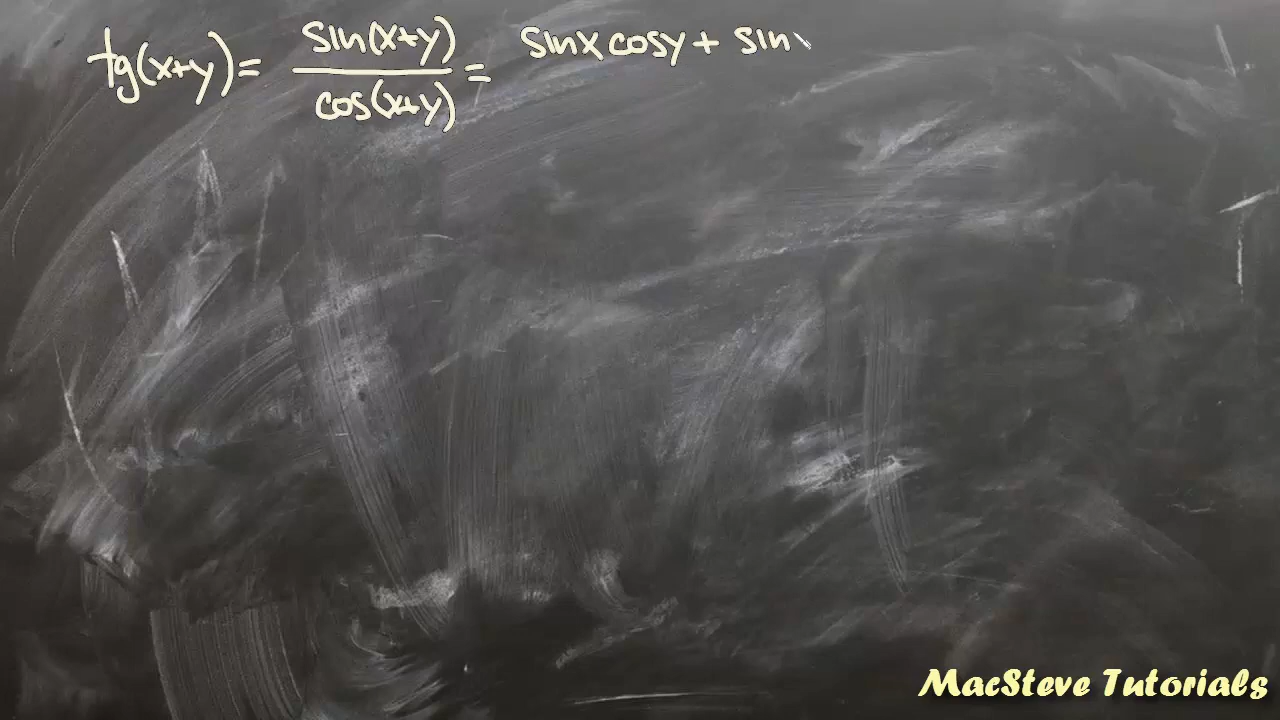 tg(x+y) = sin(x+y) / cos(x+y) = sinx cosy + sin
MacSteve Tutorials